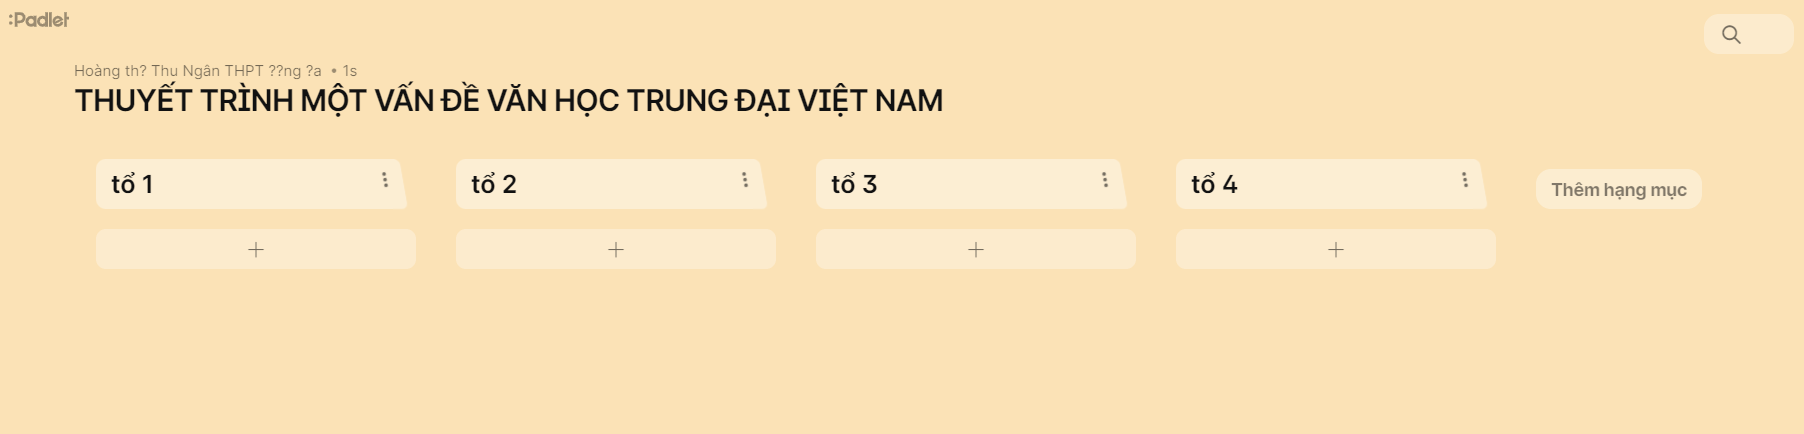 :Padlet
Hoàng th? Thu Ngân THPT ??ng ?a • 1s
THUYẾT TRÌNH MỘT VẤN ĐỀ VĂN HỌC TRUNG ĐẠI VIỆT NAM
tổ 1
tổ 2
tổ 3
tổ 4
Thêm hạng mục